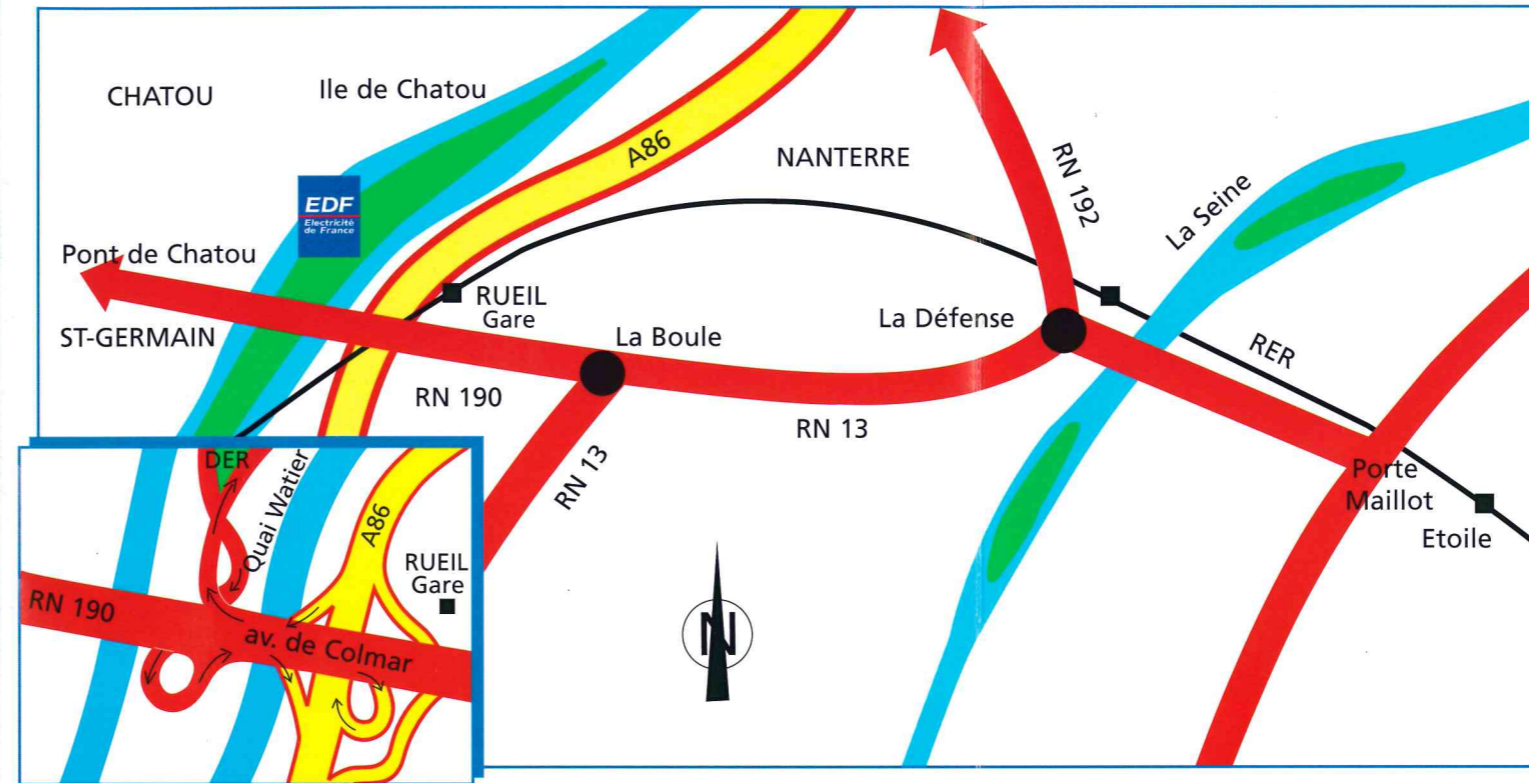 CHATOU
Ile de Chatou
A86
NANTERRE
RN 192
La Seine
EDF
Electricité
de France
Pont de Chatou
ST-GERMAIN
RUEIL
Gare
La Boule
La Défense
RER
RN 190
RN 13
RN 13
Porte
Maillot
Etoile
N
DER
Quai Watier
A86
RUEIL
Gare
RN 190
av. de Colmar